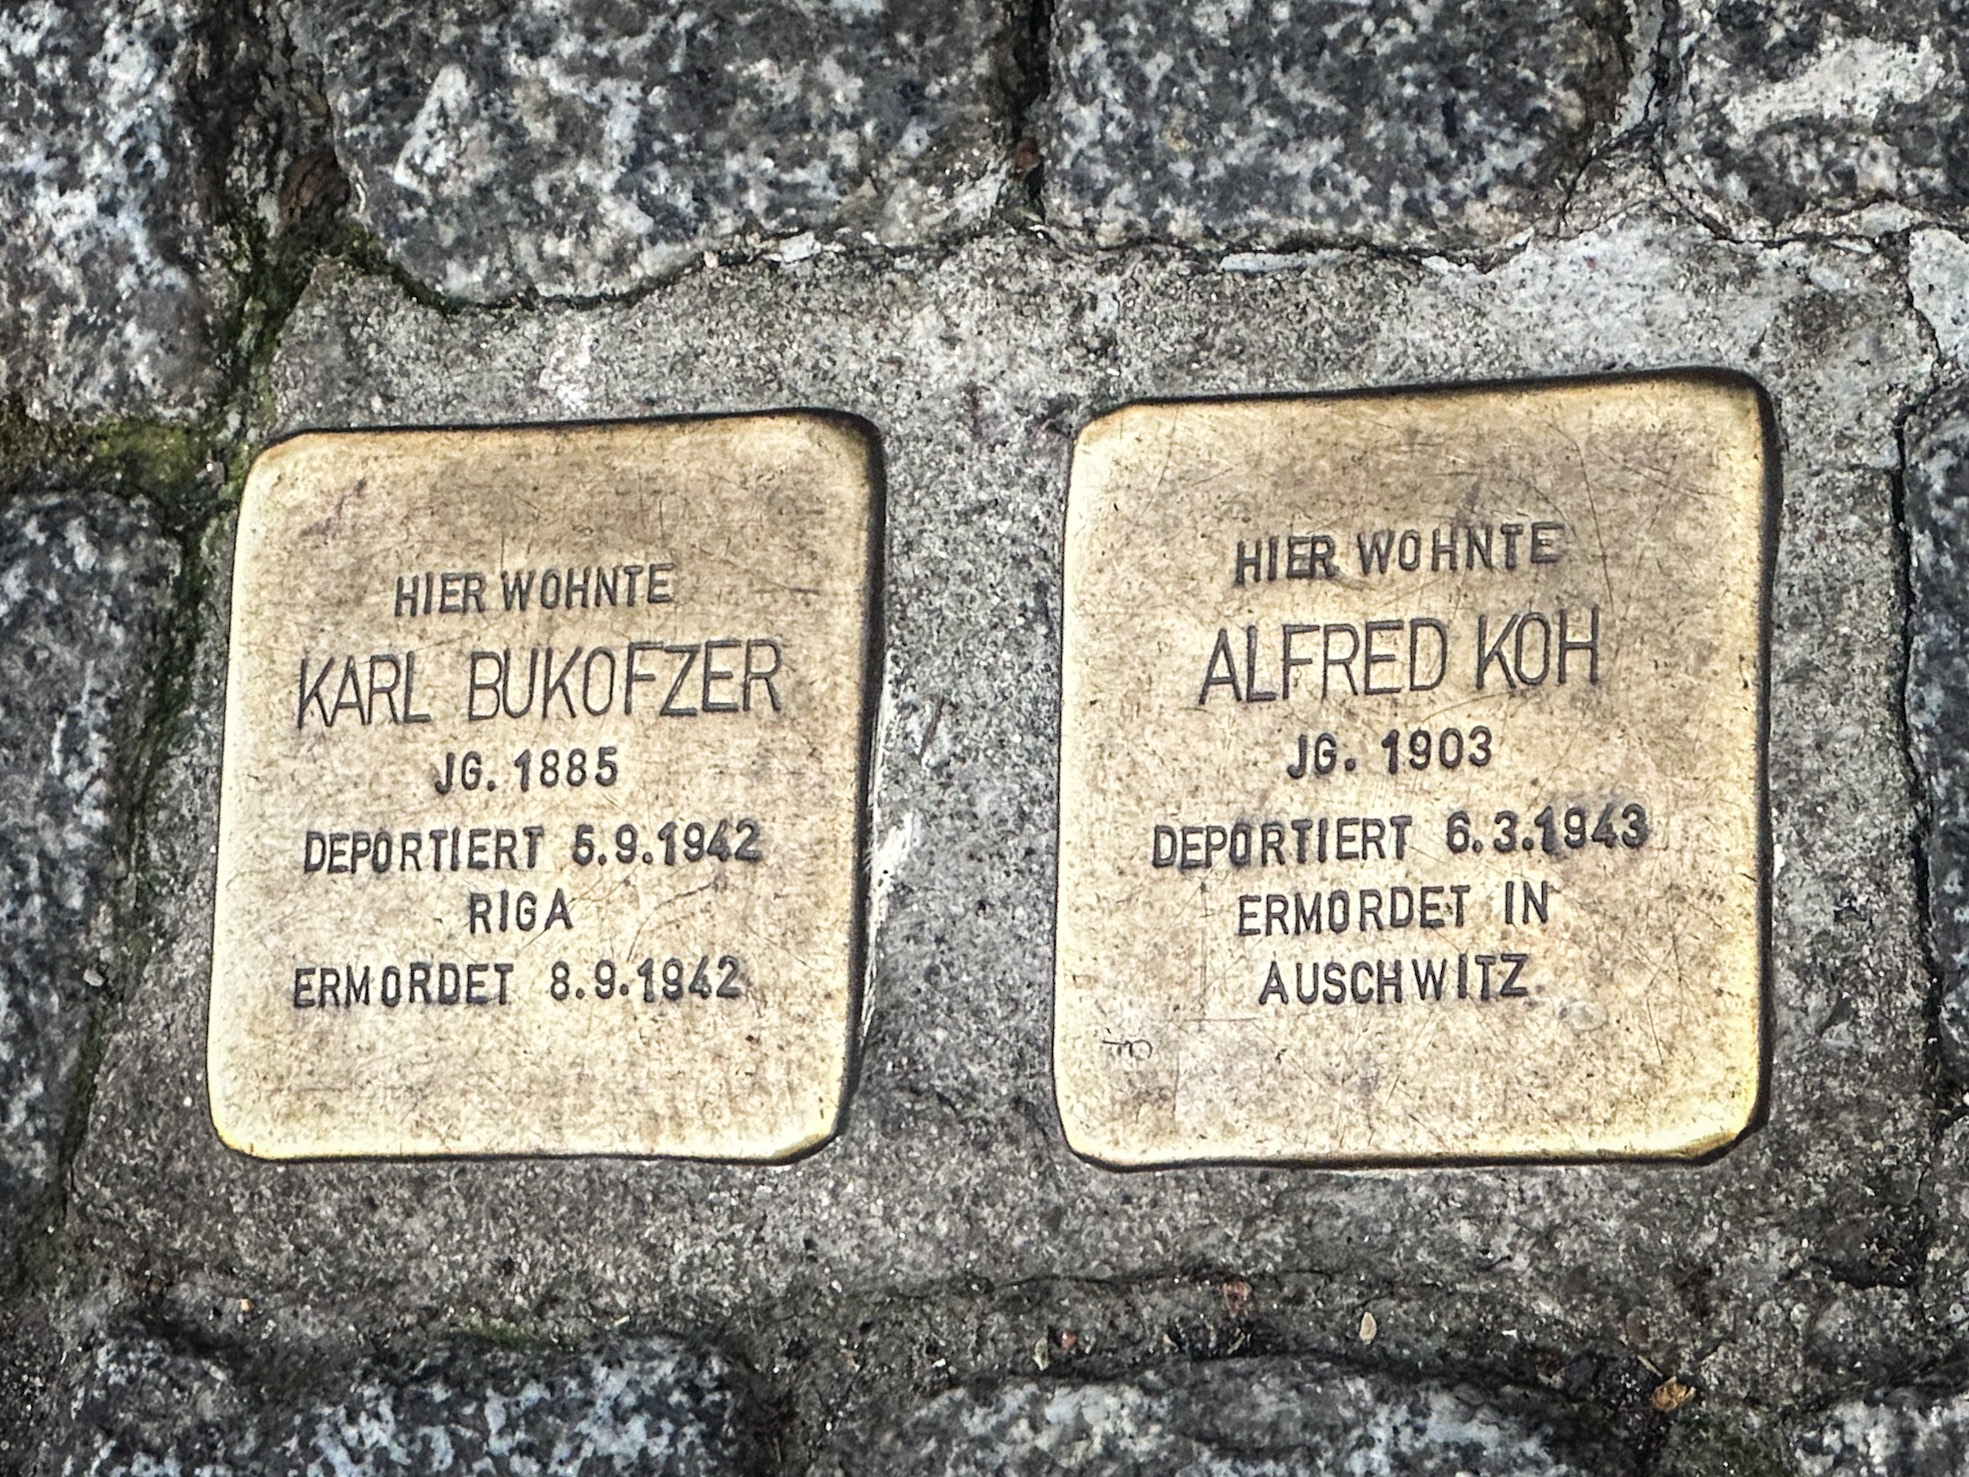 HIER WOHNTE
KARL BUKOFZER
JG. 1885
DEPORTIERT 5.9.1942
RIGA
ERMORDET 8.9.1942
HIER WOHNTE
ALFRED KOH
JG. 1903
DEPORTIERT 6.3.1943
ERMORDET IN
AUSCHWITZ